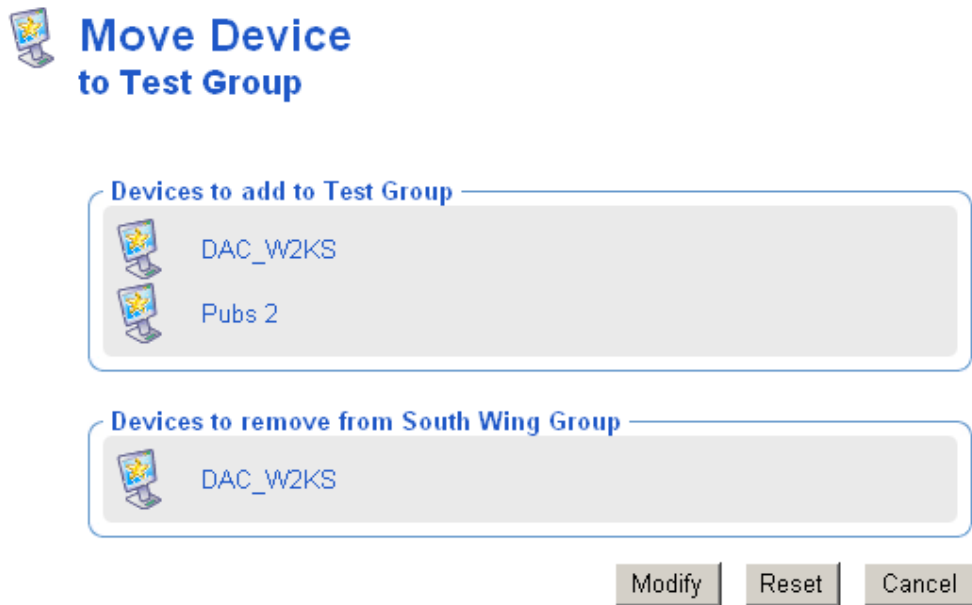 Move Device
to Test Group
Devices to add to Test Group
DAC_W2KS
Pubs 2
Devices to remove from South Wing Group
DAC_W2KS
Modify Reset Cancel